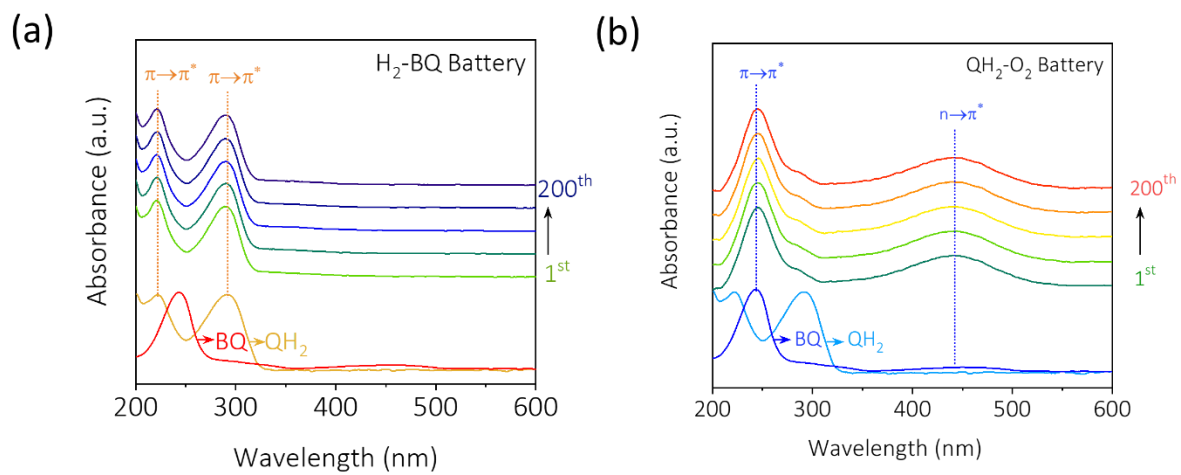 (a)
H₂-BQ Battery
π→π* π→π*
Absorbance (a.u.)
200th
1st
BQ QH₂
200 300 400 500 600
Wavelength (nm)
(b)
QH₂-O₂ Battery
π→π*
n→π*
Absorbance (a.u.)
200th
1st
BQ QH₂
200 300 400 500 600
Wavelength (nm)